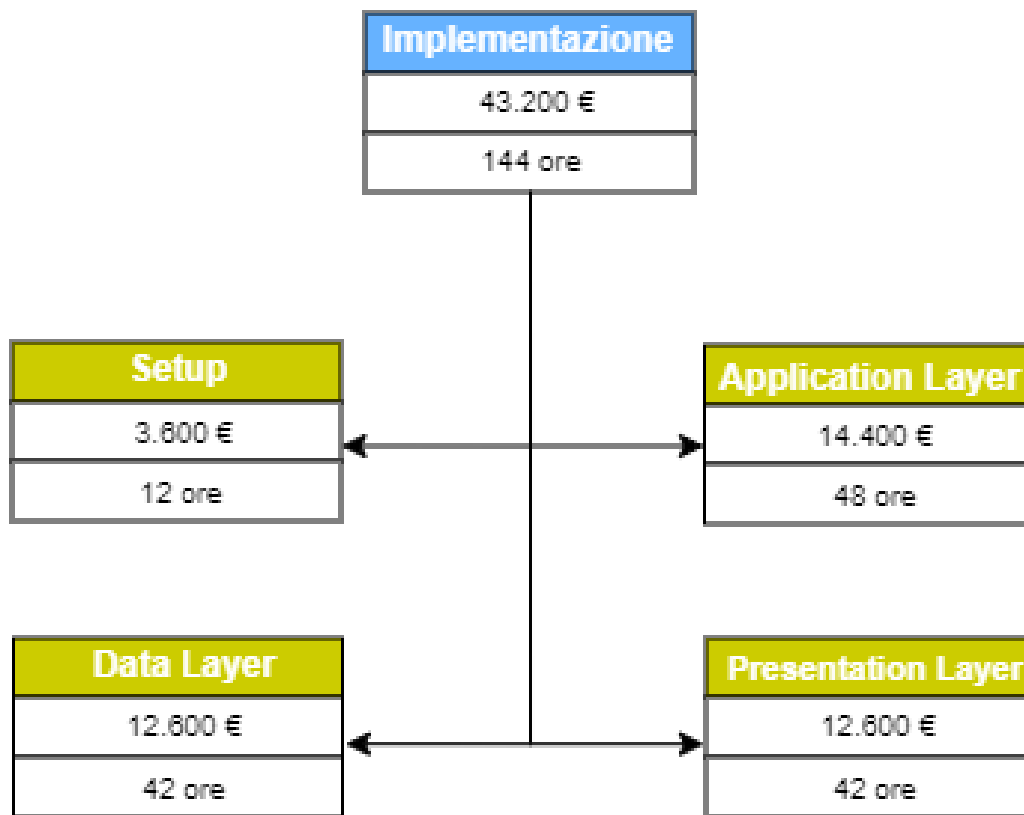 Implementazione
43.200 €
144 ore
Setup
3.600 €
12 ore
Application Layer
14.400 €
48 ore
Data Layer
12.600 €
42 ore
Presentation Layer
12.600 €
42 ore